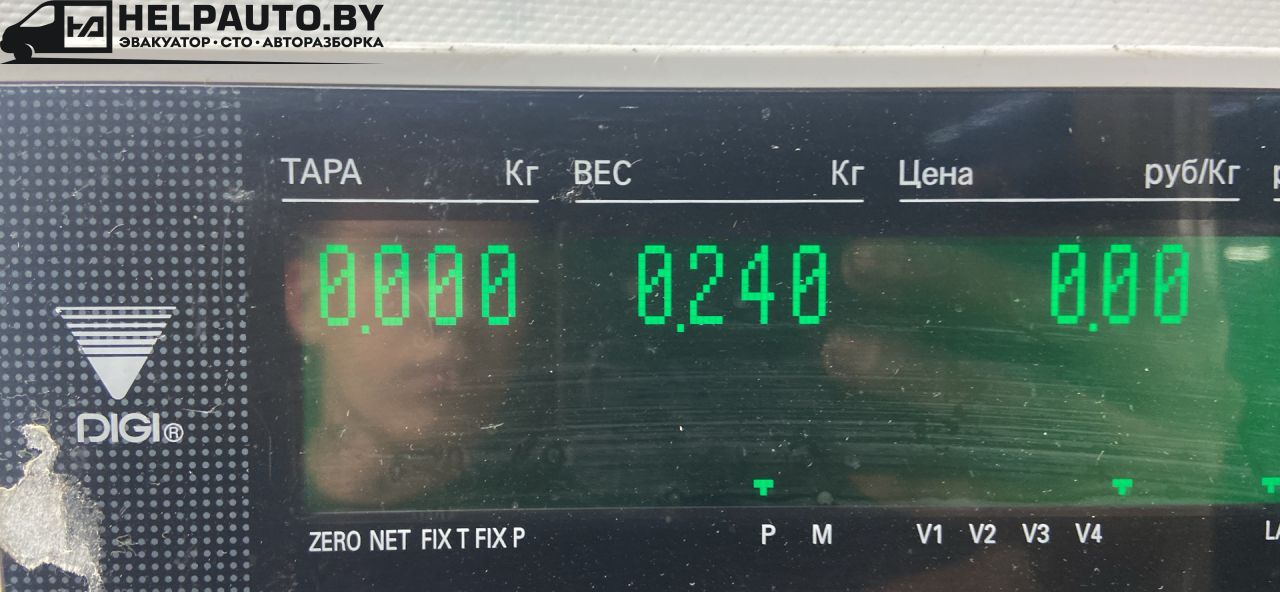 HELPAUTO.BY
ЭВАКУАТОР · СТО · АВТОРАЗБОРКА
ТАРА Кг ВЕС Кг Цена руб/Кг
0.000 0.240 0.00
DIGI®
ZERO NET FIX T FIX P P M V1 V2 V3 V4